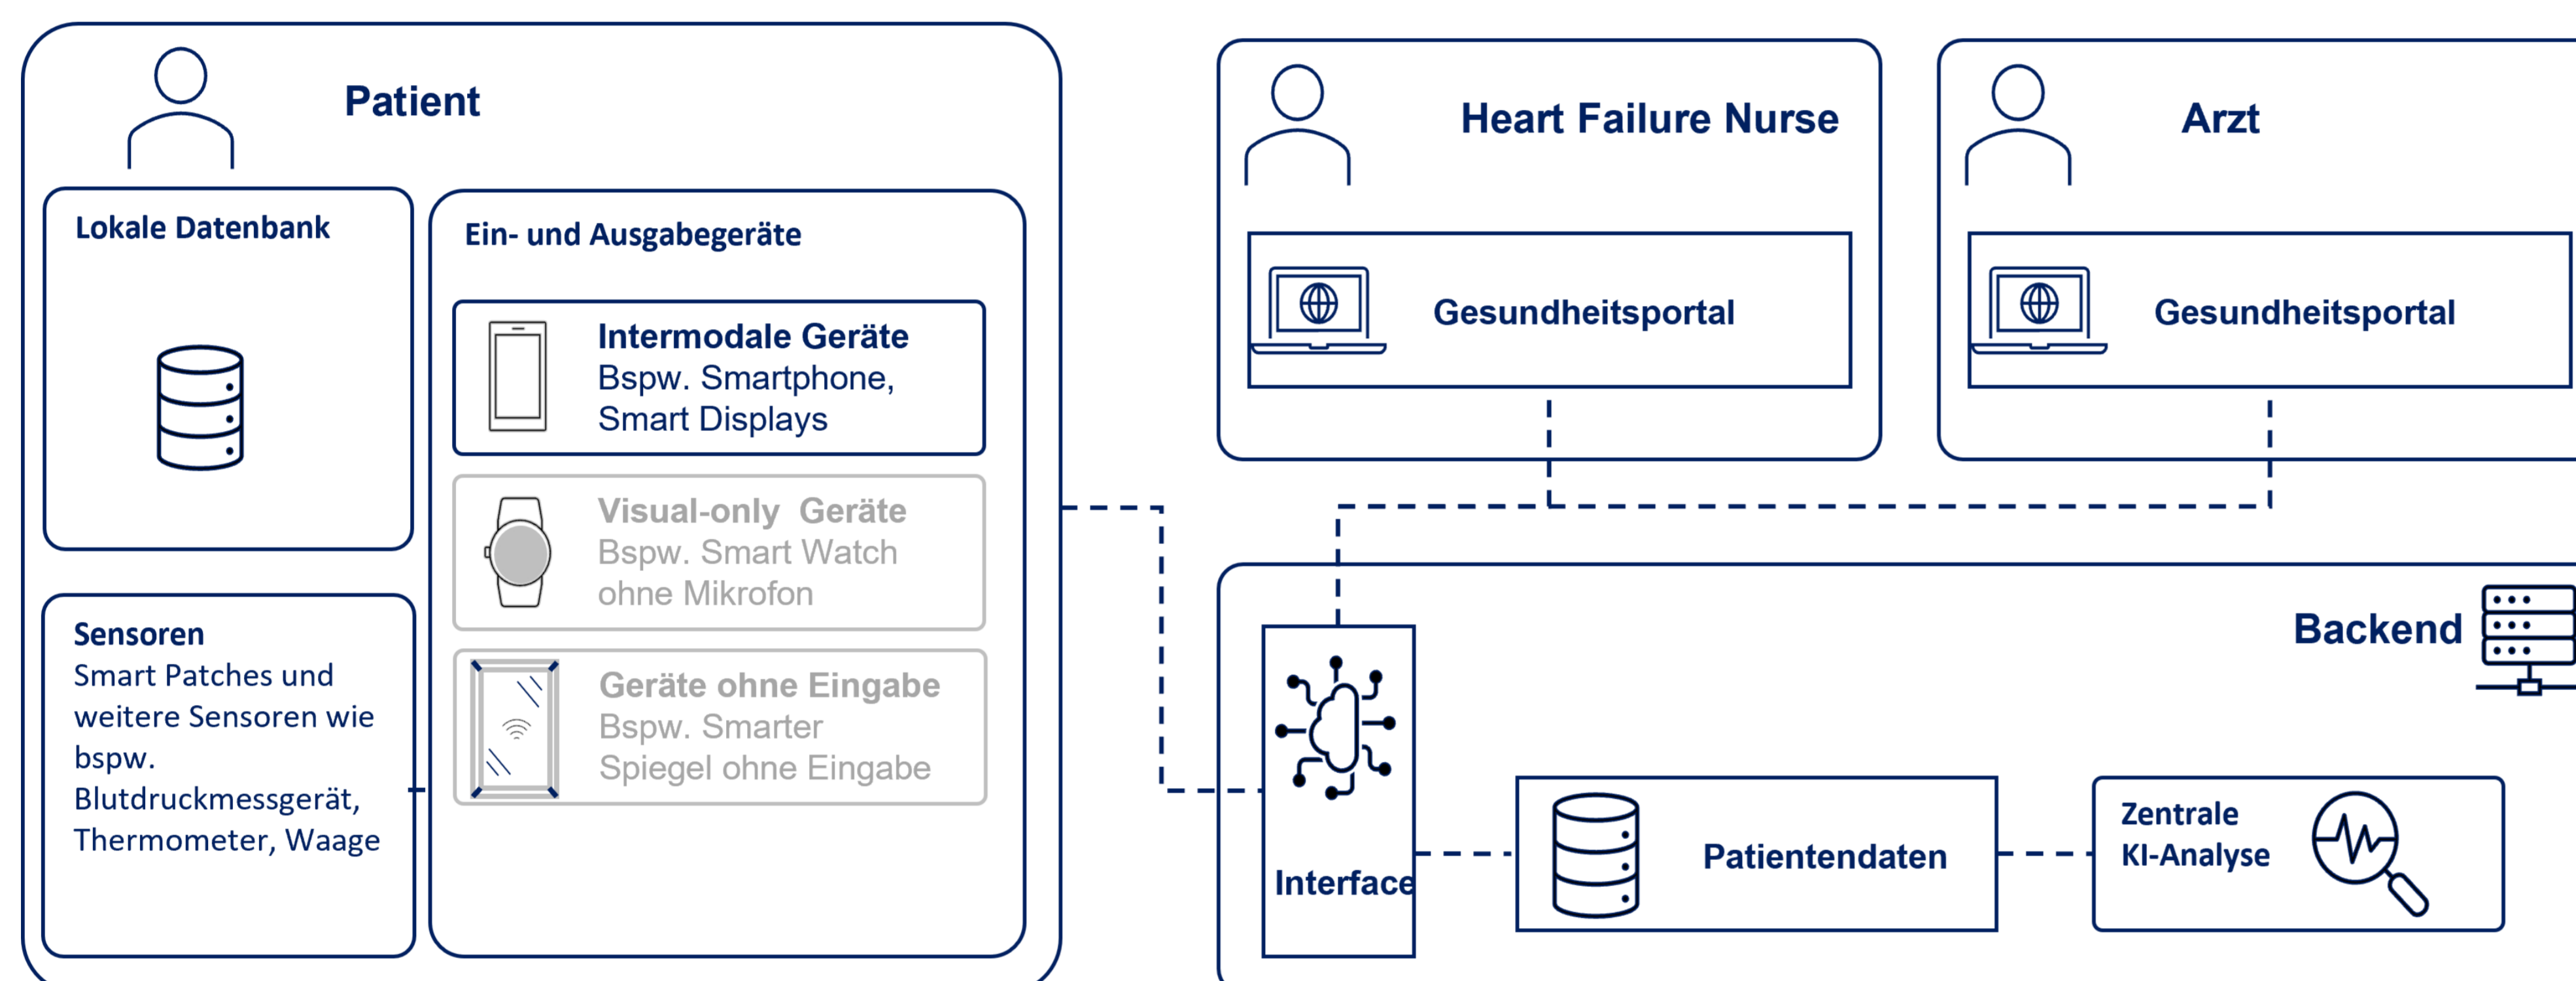 Patient
Lokale Datenbank
Ein- und Ausgabegeräte
Intermodale Geräte
Bspw. Smartphone,
Smart Displays
Visual-only  Geräte
Bspw. Smart Watch
ohne Mikrofon
Geräte ohne Eingabe
Bspw. Smarter
Spiegel ohne Eingabe
Sensoren
Smart Patches und
weitere Sensoren wie
bspw.
Blutdruckmessgerät,
Thermometer, Waage
Heart Failure Nurse
Gesundheitsportal
Arzt
Gesundheitsportal
Backend
Interface
Patientendaten
Zentrale
KI-Analyse